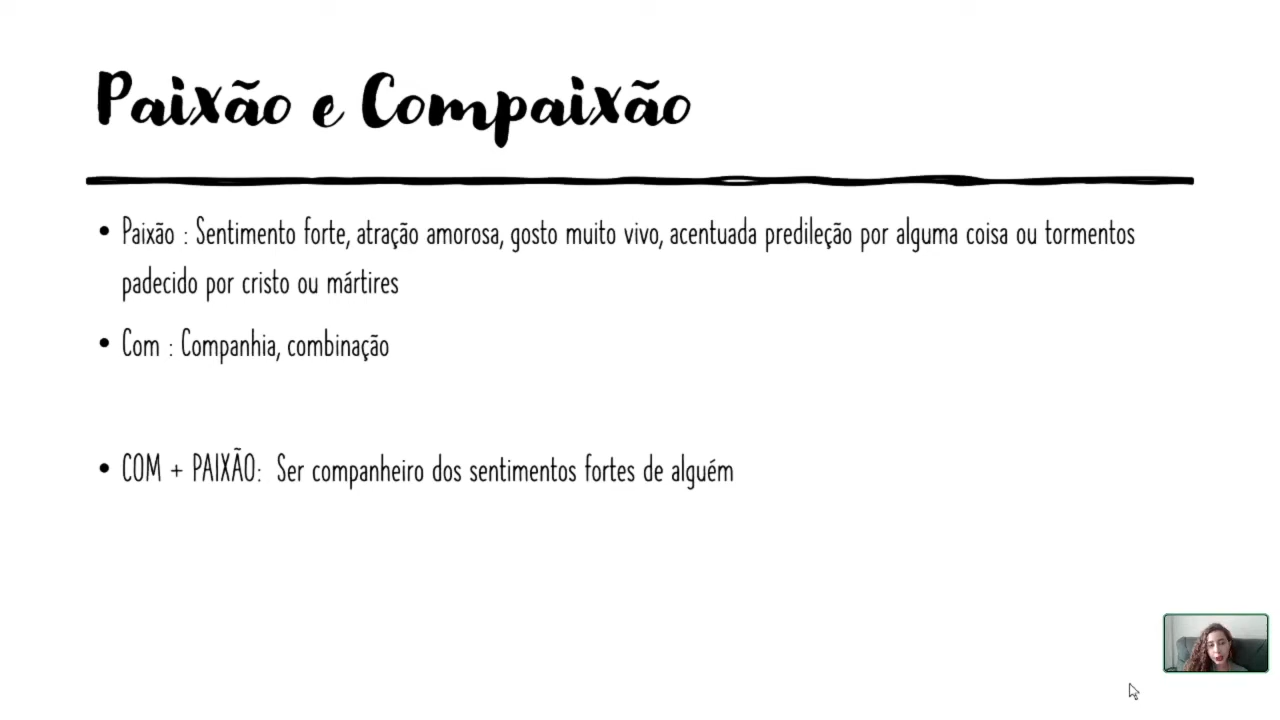 Paixão e Compaixão
• Paixão : Sentimento forte, atração amorosa, gosto muito vivo, acentuada predileção por alguma coisa ou tormentos
padecido por cristo ou mártires
• Com : Companhia, combinação
• COM + PAIXÃO: Ser companheiro dos sentimentos fortes de alguém